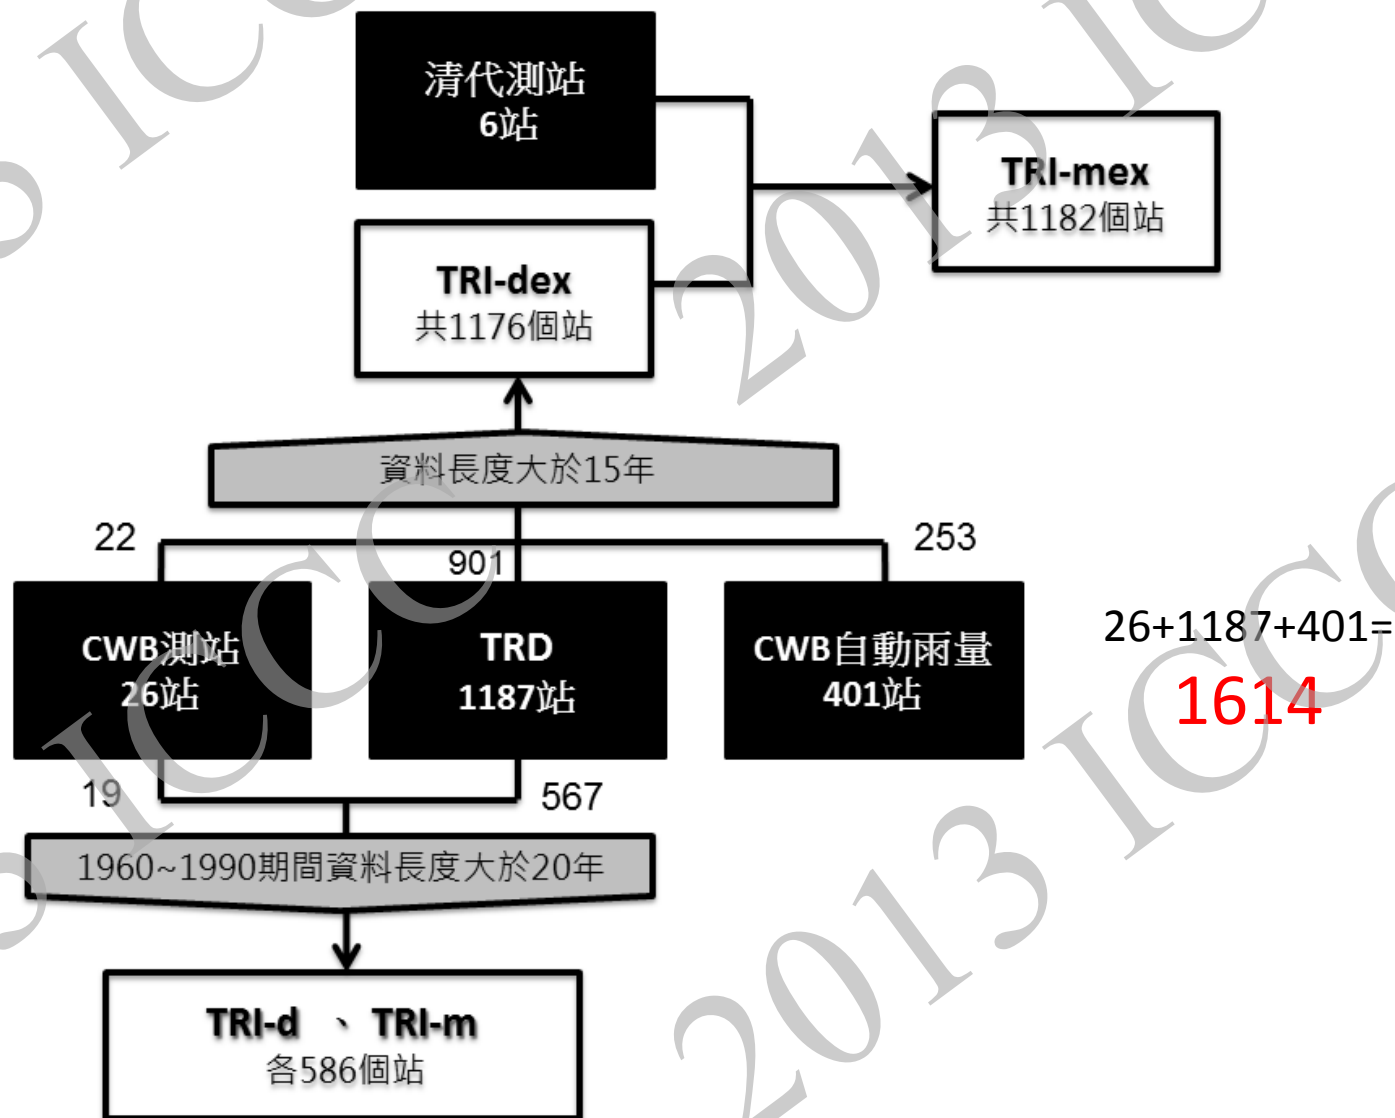 清代測站
6站
TRI-mex
共1182個站
TRI-dex
共1176個站
資料長度大於15年
22
901
253
CWB測站
26站
TRD
1187站
CWB自動雨量
401站
26+1187+401=
1614
19
567
1960~1990期間資料長度大於20年
TRI-d 、 TRI-m
各586個站
2013 ICCC
2013 ICCC
2013 ICCC